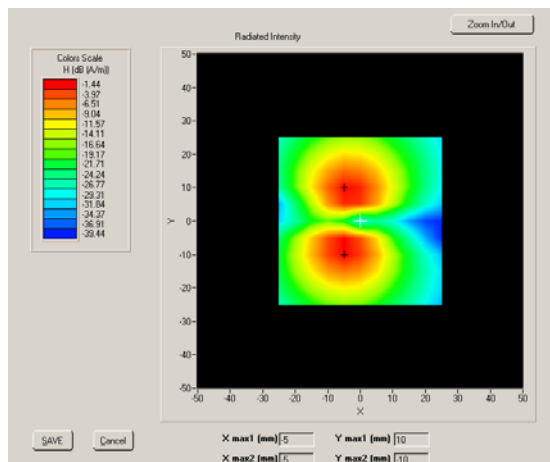 Zoom In/Out
Radiated Intensity
Colors Scale
H (dB (A/m))
-1.44
-3.97
-6.51
-9.04
-11.57
-14.11
-16.64
-19.17
-21.71
-24.24
-26.77
-29.31
-31.84
-34.37
-36.91
-39.44
50
40
30
20
10
0
-10
-20
-30
-40
-50
Y
-50 -40 -30 -20 -10 0 10 20 30 40 50
X
SAVE
Cancel
X max1 (mm) -5 Y max1 (mm) 10
X max2 (mm) -5 Y max2 (mm) -10